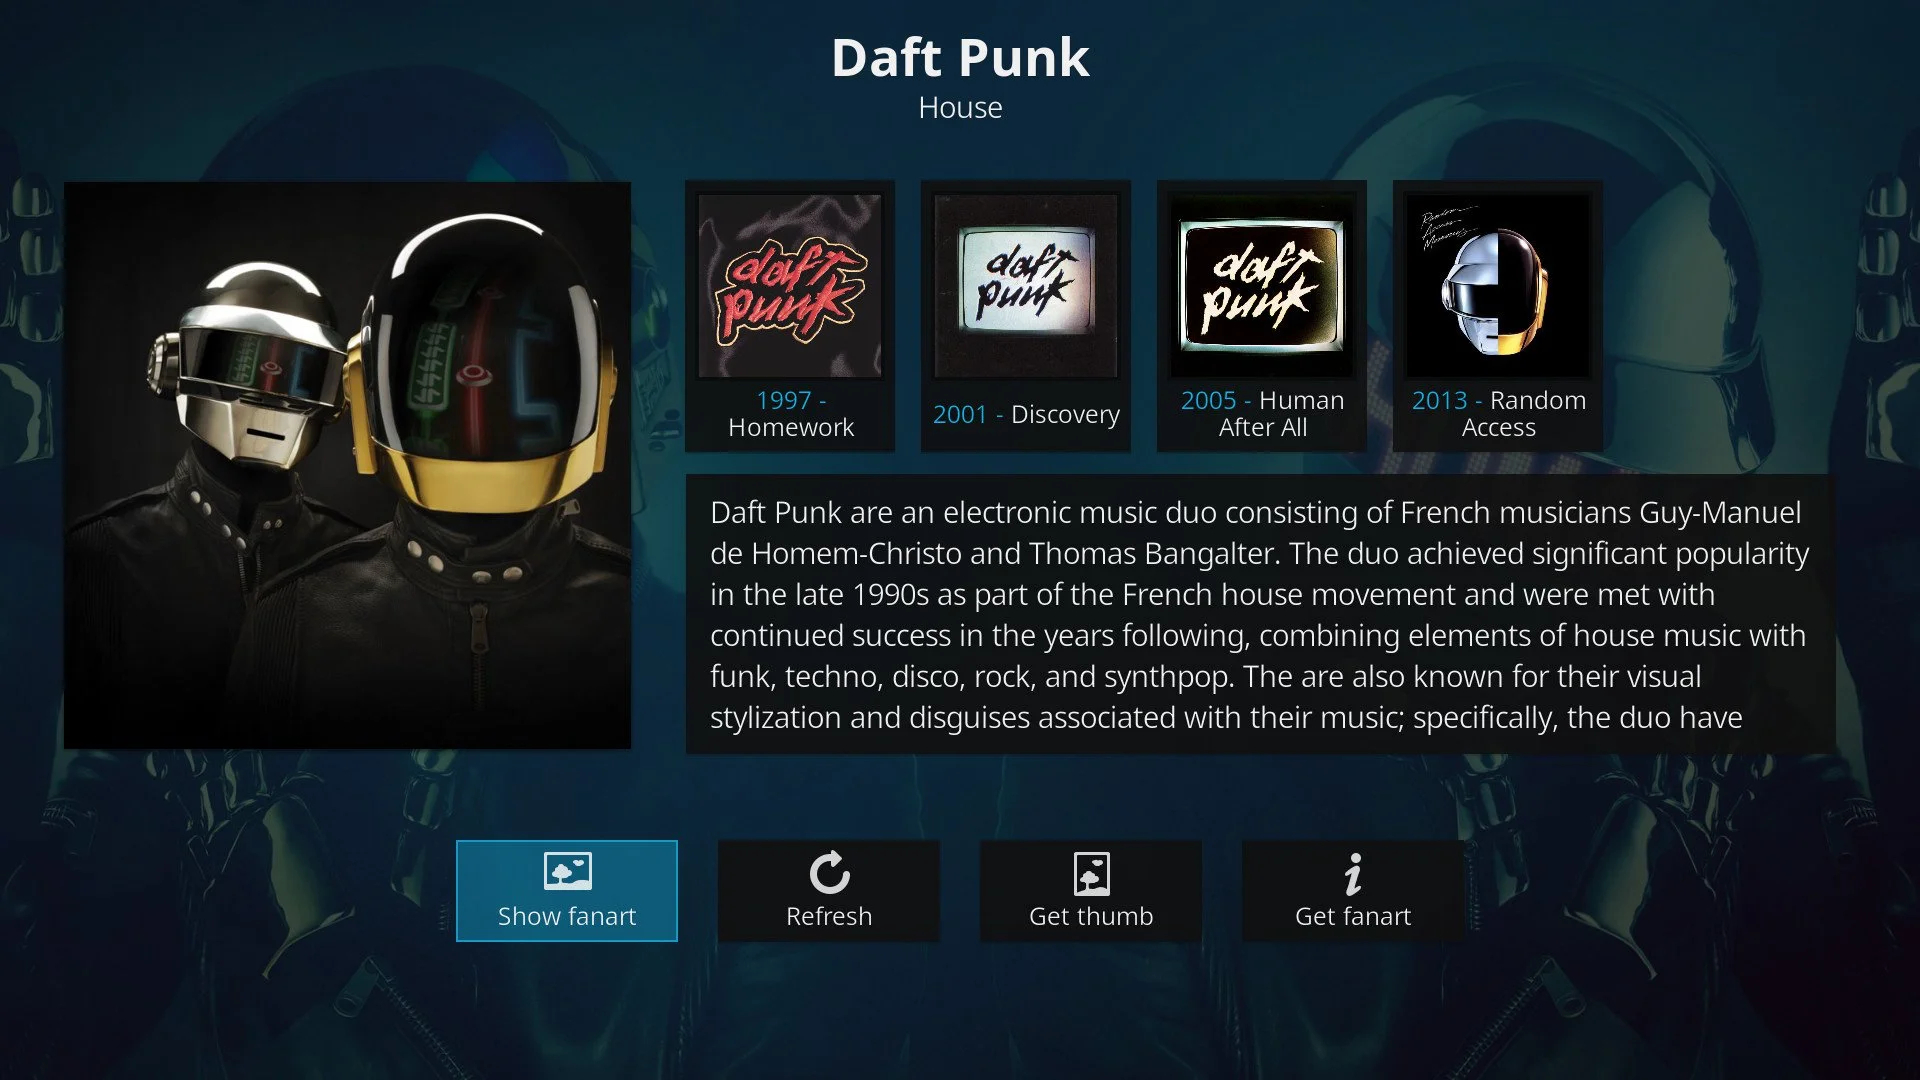 Daft Punk
House
daft
punk
1997 -
Homework
daft
punk
2001 - Discovery
daft
punk
2005 - Human
After All
Random
Access
Memories
2013 - Random
Access
Daft Punk are an electronic music duo consisting of French musicians Guy-Manuel
de Homem-Christo and Thomas Bangalter. The duo achieved significant popularity
in the late 1990s as part of the French house movement and were met with
continued success in the years following, combining elements of house music with
funk, techno, disco, rock, and synthpop. The are also known for their visual
stylization and disguises associated with their music; specifically, the duo have
Show fanart
Refresh
Get thumb
Get fanart